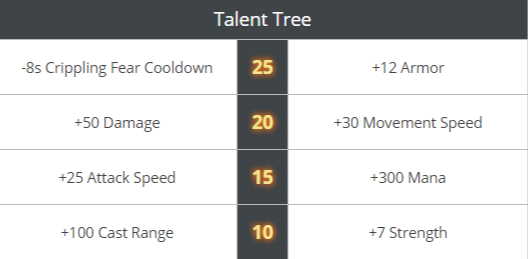 Talent Tree
-8s Crippling Fear Cooldown 25 +12 Armor
+50 Damage 20 +30 Movement Speed
+25 Attack Speed 15 +300 Mana
+100 Cast Range 10 +7 Strength